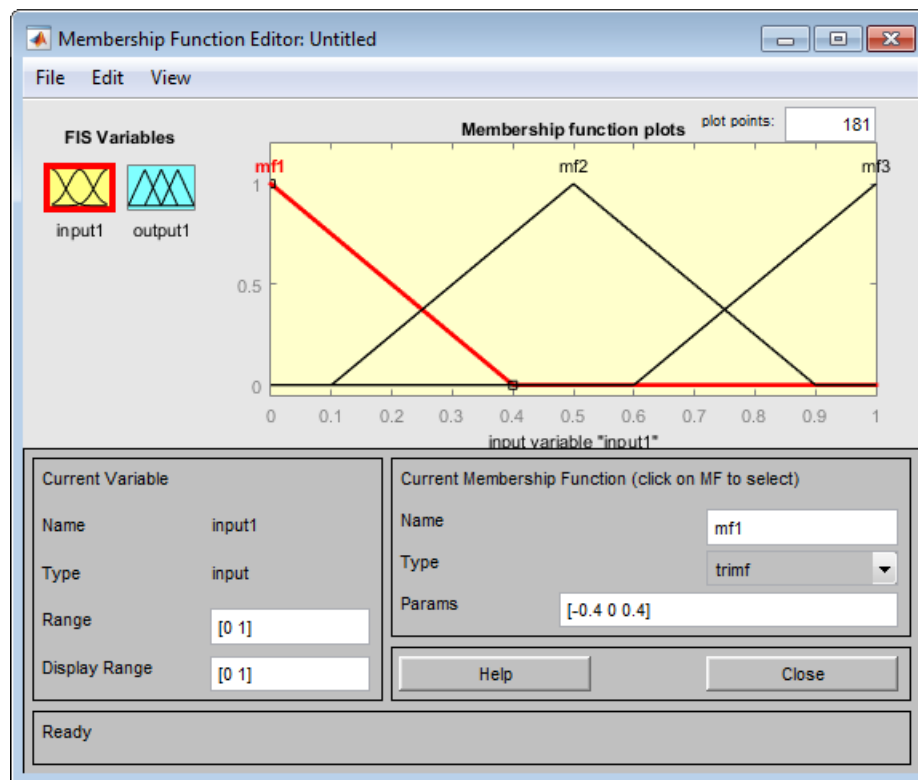 Membership Function Editor: Untitled
File Edit View
FIS Variables
input1 output1
Membership function plots plot points: 181
mf1 mf2 mf3
1
0.5
0
0 0.1 0.2 0.3 0.4 0.5 0.6 0.7 0.8 0.9 1
input variable "input1"
Current Variable
Name input1
Type input
Range [0 1]
Display Range [0 1]
Current Membership Function (click on MF to select)
Name mf1
Type trimf
Params [-0.4 0 0.4]
Help Close
Ready